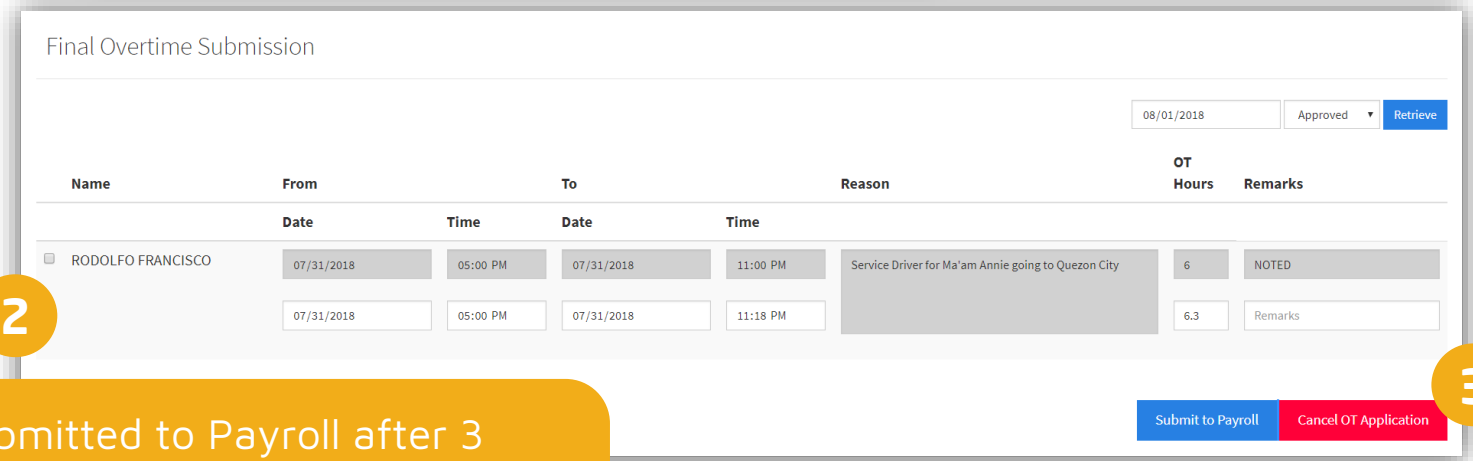 Final Overtime Submission
08/01/2018 Approved Retrieve
Name From To Reason OT Hours Remarks
Date Time Date Time
RODOLFO FRANCISCO 07/31/2018 05:00 PM 07/31/2018 11:00 PM Service Driver for Ma'am Annie going to Quezon City 6 NOTED
2 07/31/2018 05:00 PM 07/31/2018 11:18 PM 6.3 Remarks
3
Submit to Payroll Cancel OT Application
to Payroll after 3